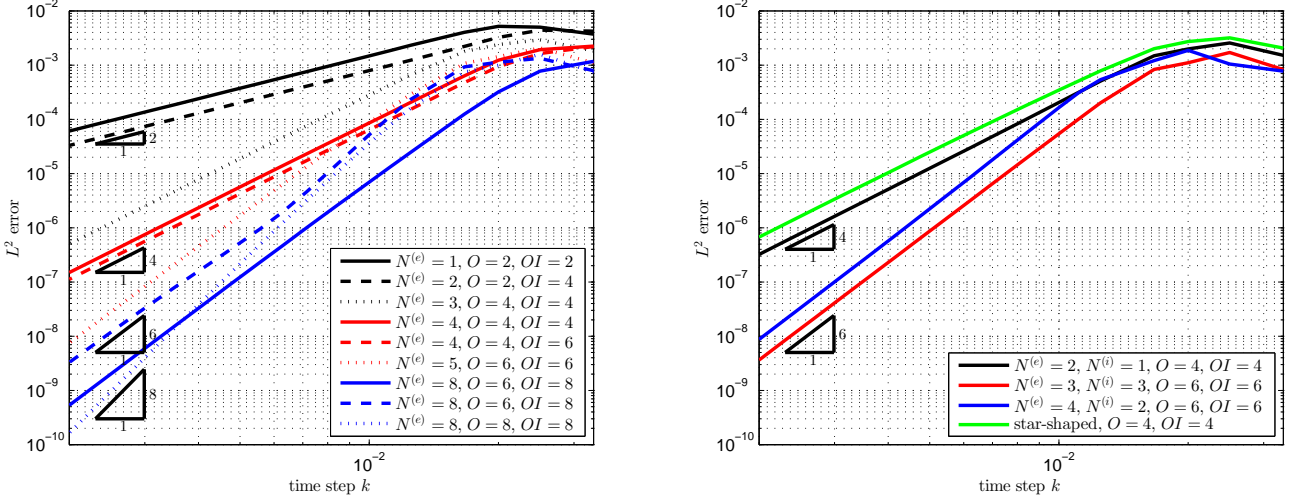 10^{-2}
10^{-3}
10^{-4}
10^{-5}
10^{-6}
10^{-7}
10^{-8}
10^{-9}
10^{-10}
L^2 error
2
1
4
1
6
1
8
1
N^{(e)} = 1, O = 2, OI = 2
N^{(e)} = 2, O = 2, OI = 4
N^{(e)} = 3, O = 4, OI = 4
N^{(e)} = 4, O = 4, OI = 4
N^{(e)} = 4, O = 4, OI = 6
N^{(e)} = 5, O = 6, OI = 6
N^{(e)} = 8, O = 6, OI = 8
N^{(e)} = 8, O = 6, OI = 8
N^{(e)} = 8, O = 8, OI = 8
10^{-2}
time step k
10^{-2}
10^{-3}
10^{-4}
10^{-5}
10^{-6}
10^{-7}
10^{-8}
10^{-9}
10^{-10}
L^2 error
4
1
6
1
N^{(e)} = 2, N^{(i)} = 1, O = 4, OI = 4
N^{(e)} = 3, N^{(i)} = 3, O = 6, OI = 6
N^{(e)} = 4, N^{(i)} = 2, O = 6, OI = 6
star-shaped, O = 4, OI = 4
10^{-2}
time step k